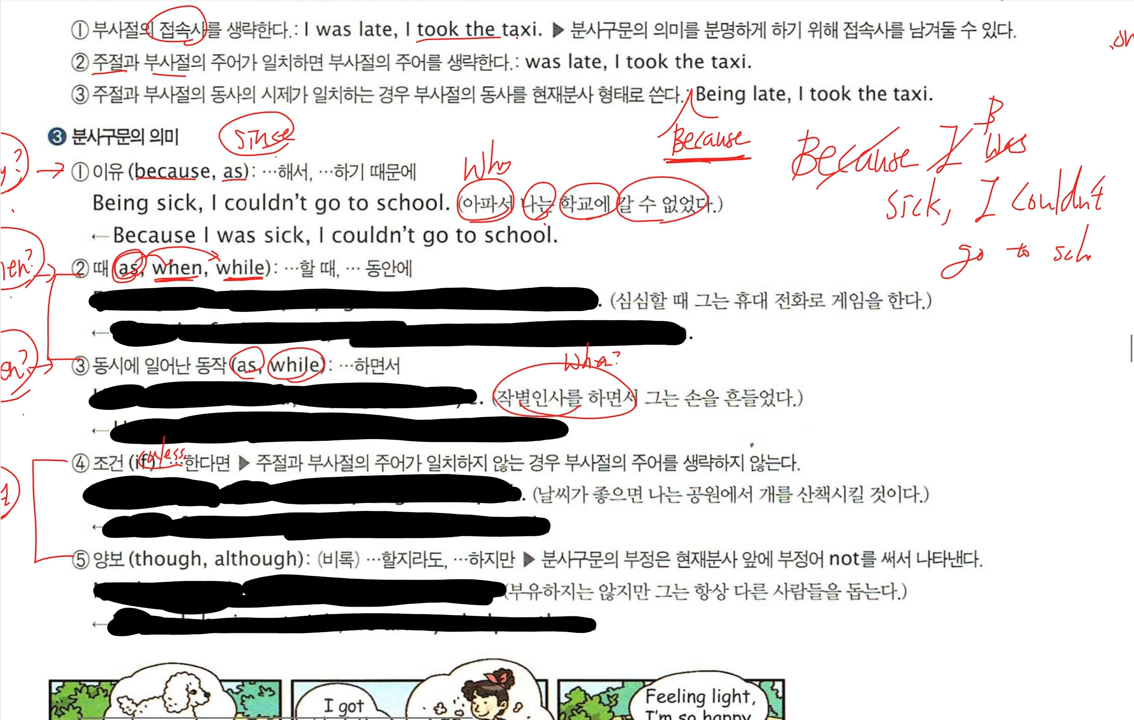 ① 부사절의 접속사를 생략한다.: I was late, I took the taxi. ▶ 분사구문의 의미를 분명하게 하기 위해 접속사를 남겨둘 수 있다.
② 주절과 부사절의 주어가 일치하면 부사절의 주어를 생략한다.: was late, I took the taxi.
③ 주절과 부사절의 동사의 시제가 일치하는 경우 부사절의 동사를 현재분사 형태로 쓴다.: Being late, I took the taxi.
Because
❸ 분사구문의 의미
since
① 이유 (because, as): …해서, …하기 때문에
Being sick, I couldn't go to school. (아파서 나는 학교에 갈 수 없었다.)
← Because I was sick, I couldn't go to school.
Because I was B
sick, I couldn't
go to sch
② 때 (as, when, while): …할 때, … 동안에
(심심할 때 그는 휴대 전화로 게임을 한다.)
←
③ 동시에 일어난 동작 (as, while): …하면서
(작별인사를 하면서 그는 손을 흔들었다.)
←
④ 조건 (if): …한다면 ▶ 주절과 부사절의 주어가 일치하지 않는 경우 부사절의 주어를 생략하지 않는다.
unless
(날씨가 좋으면 나는 공원에서 개를 산책시킬 것이다.)
←
⑤ 양보 (though, although): (비록) …할지라도, …하지만 ▶ 분사구문의 부정은 현재분사 앞에 부정어 not를 써서 나타낸다.
(부유하지는 않지만 그는 항상 다른 사람들을 돕는다.)
←
I got
Feeling light,
I'm so happy